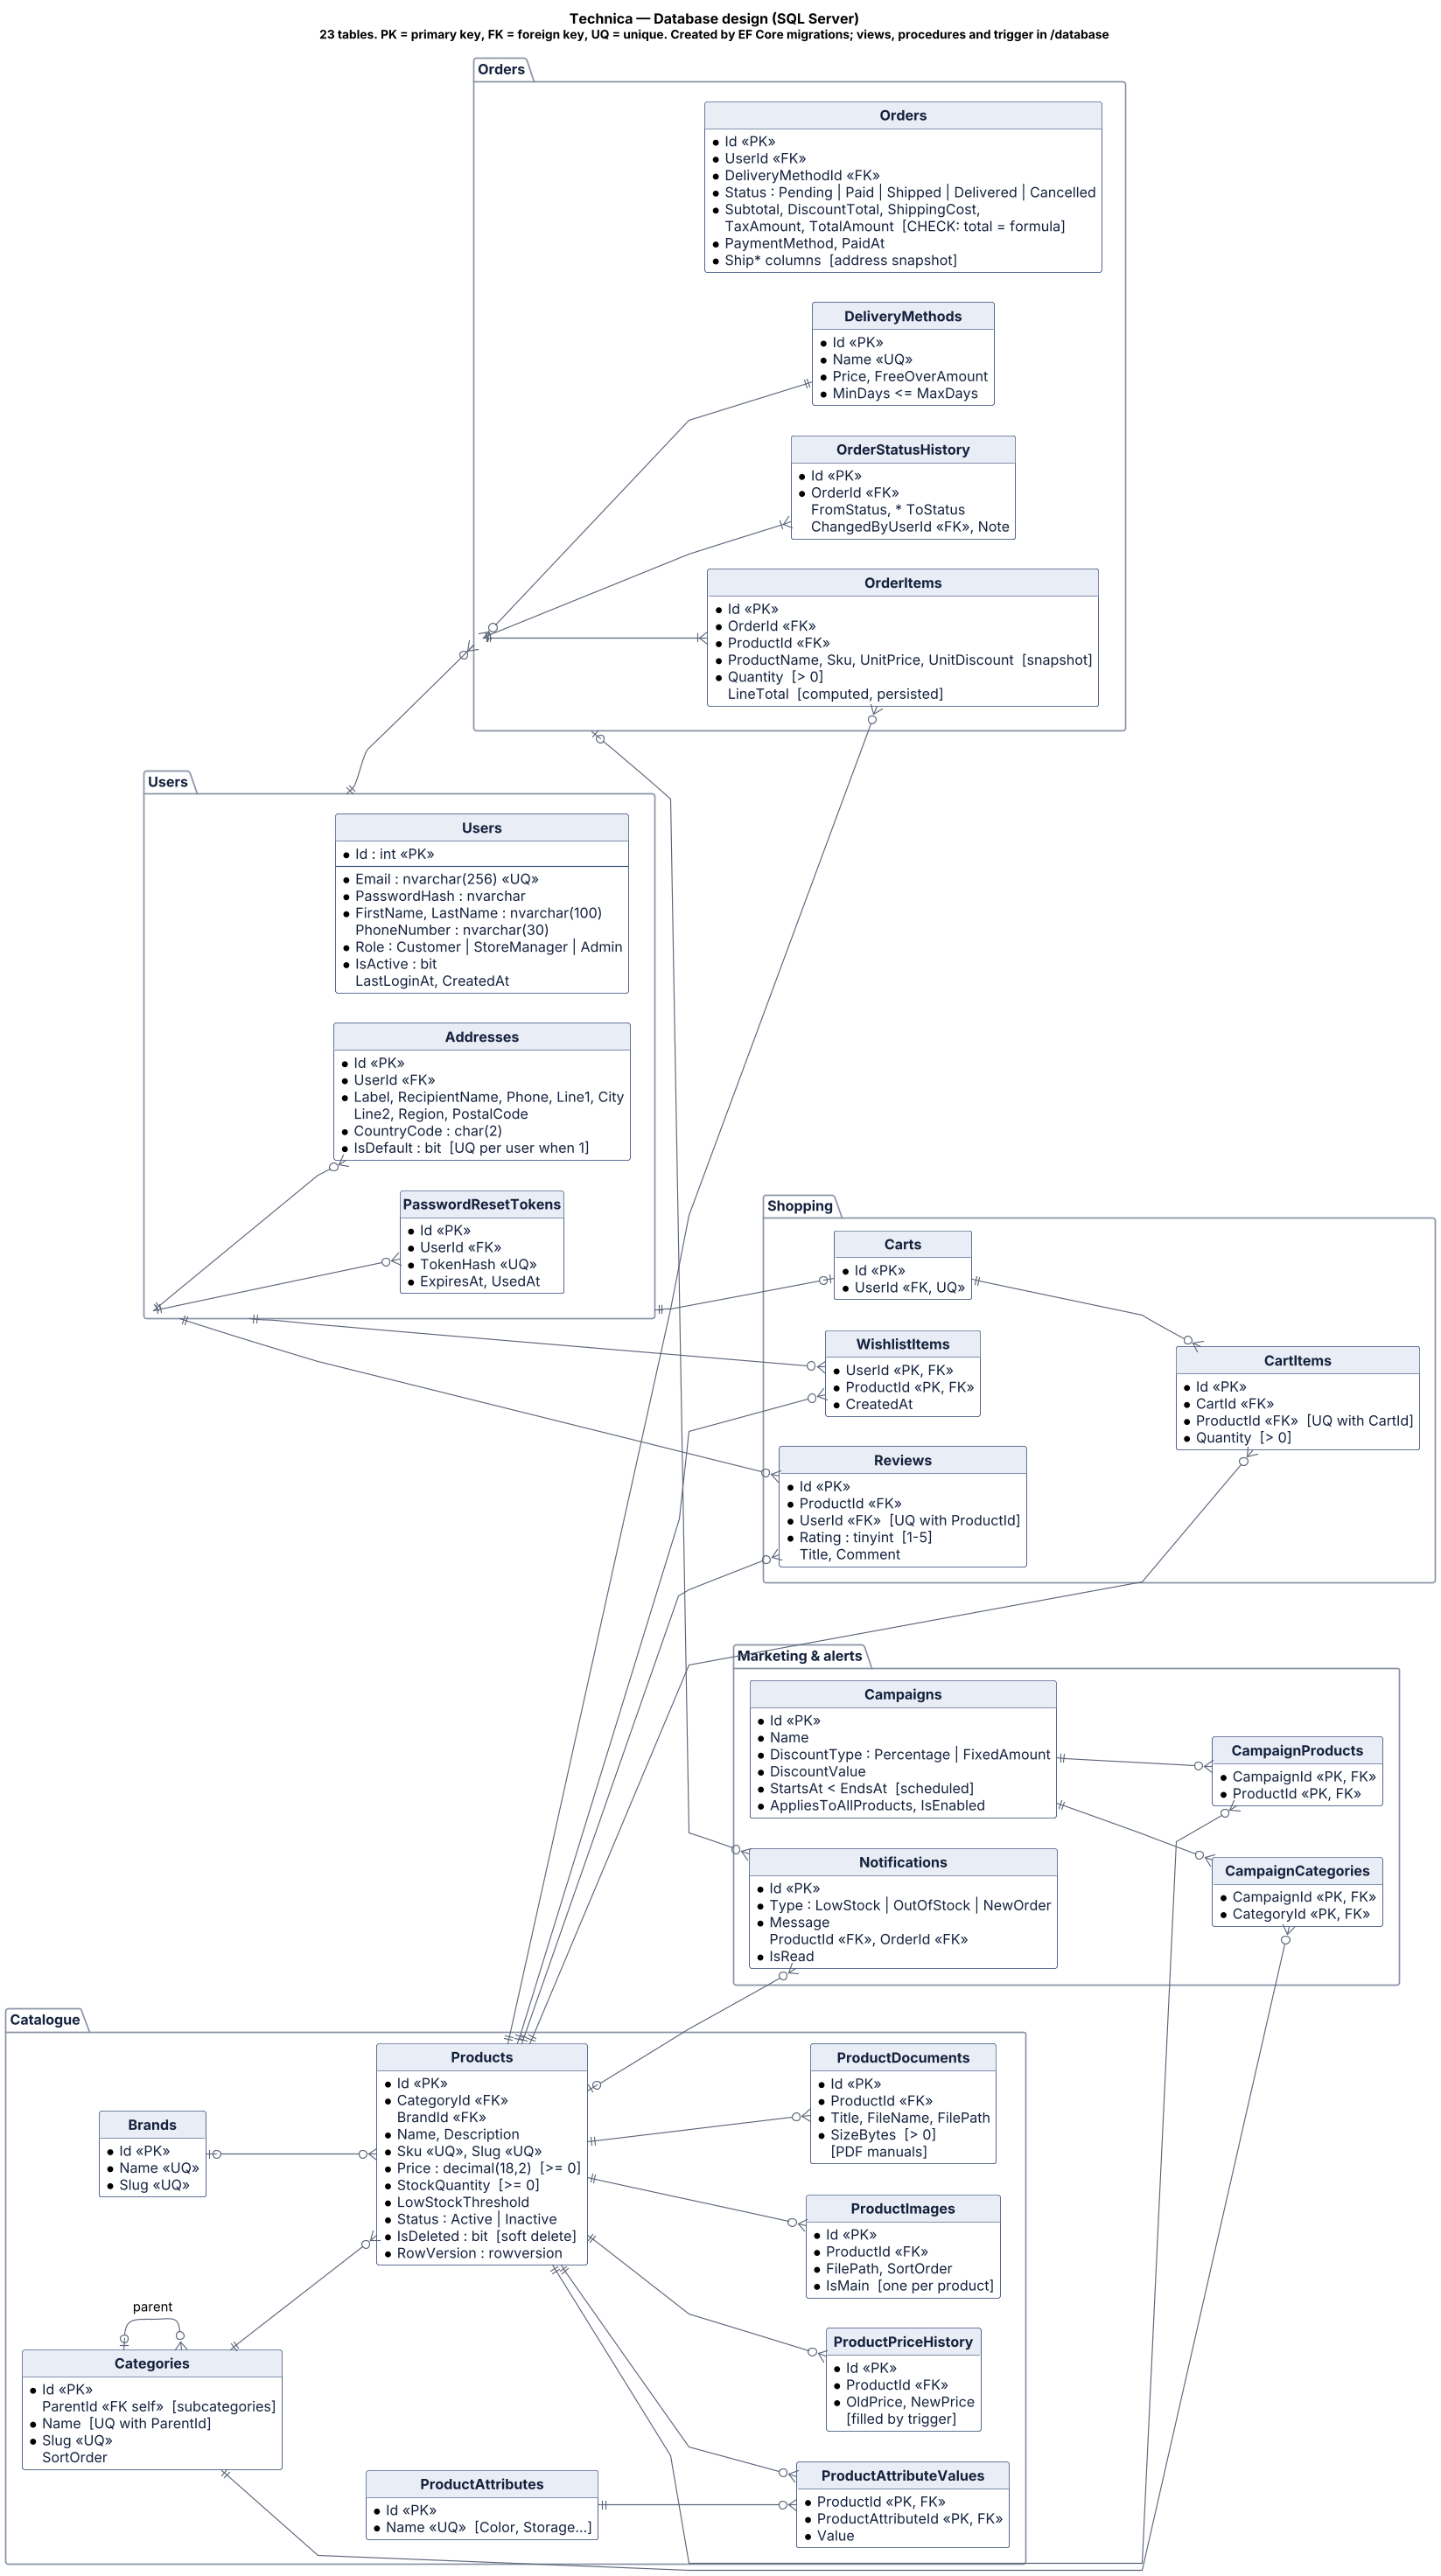 Technica — Database design (SQL Server)
23 tables. PK = primary key, FK = foreign key, UQ = unique. Created by EF Core migrations; views, procedures and trigger in /database
Orders
Orders
Id «PK»
UserId «FK»
DeliveryMethodId «FK»
Status : Pending | Paid | Shipped | Delivered | Cancelled
Subtotal, DiscountTotal, ShippingCost,
TaxAmount, TotalAmount [CHECK: total = formula]
PaymentMethod, PaidAt
Ship* columns [address snapshot]
DeliveryMethods
Id «PK»
Name «UQ»
Price, FreeOverAmount
MinDays <= MaxDays
OrderStatusHistory
Id «PK»
OrderId «FK»
FromStatus, * ToStatus
ChangedByUserId «FK», Note
OrderItems
Id «PK»
OrderId «FK»
ProductId «FK»
ProductName, Sku, UnitPrice, UnitDiscount [snapshot]
Quantity [> 0]
LineTotal [computed, persisted]
Users
Users
Id : int «PK»
Email : nvarchar(256) «UQ»
PasswordHash : nvarchar
FirstName, LastName : nvarchar(100)
PhoneNumber : nvarchar(30)
Role : Customer | StoreManager | Admin
IsActive : bit
LastLoginAt, CreatedAt
Addresses
Id «PK»
UserId «FK»
Label, RecipientName, Phone, Line1, City
Line2, Region, PostalCode
CountryCode : char(2)
IsDefault : bit [UQ per user when 1]
PasswordResetTokens
Id «PK»
UserId «FK»
TokenHash «UQ»
ExpiresAt, UsedAt
Shopping
Carts
Id «PK»
UserId «FK, UQ»
WishlistItems
UserId «PK, FK»
ProductId «PK, FK»
CreatedAt
CartItems
Id «PK»
CartId «FK»
ProductId «FK» [UQ with CartId]
Quantity [> 0]
Reviews
Id «PK»
ProductId «FK»
UserId «FK» [UQ with ProductId]
Rating : tinyint [1-5]
Title, Comment
Marketing & alerts
Campaigns
Id «PK»
Name
DiscountType : Percentage | FixedAmount
DiscountValue
StartsAt < EndsAt [scheduled]
AppliesToAllProducts, IsEnabled
CampaignProducts
CampaignId «PK, FK»
ProductId «PK, FK»
Notifications
Id «PK»
Type : LowStock | OutOfStock | NewOrder
Message
ProductId «FK», OrderId «FK»
IsRead
CampaignCategories
CampaignId «PK, FK»
CategoryId «PK, FK»
Catalogue
Products
Id «PK»
CategoryId «FK»
BrandId «FK»
Name, Description
Sku «UQ», Slug «UQ»
Price : decimal(18,2) [>= 0]
StockQuantity [>= 0]
LowStockThreshold
Status : Active | Inactive
IsDeleted : bit [soft delete]
RowVersion : rowversion
Brands
Id «PK»
Name «UQ»
Slug «UQ»
ProductDocuments
Id «PK»
ProductId «FK»
Title, FileName, FilePath
SizeBytes [> 0]
[PDF manuals]
ProductImages
Id «PK»
ProductId «FK»
FilePath, SortOrder
IsMain [one per product]
parent
Categories
Id «PK»
ParentId «FK self» [subcategories]
Name [UQ with ParentId]
Slug «UQ»
SortOrder
ProductPriceHistory
Id «PK»
ProductId «FK»
OldPrice, NewPrice
[filled by trigger]
ProductAttributes
Id «PK»
Name «UQ» [Color, Storage...]
ProductAttributeValues
ProductId «PK, FK»
ProductAttributeId «PK, FK»
Value